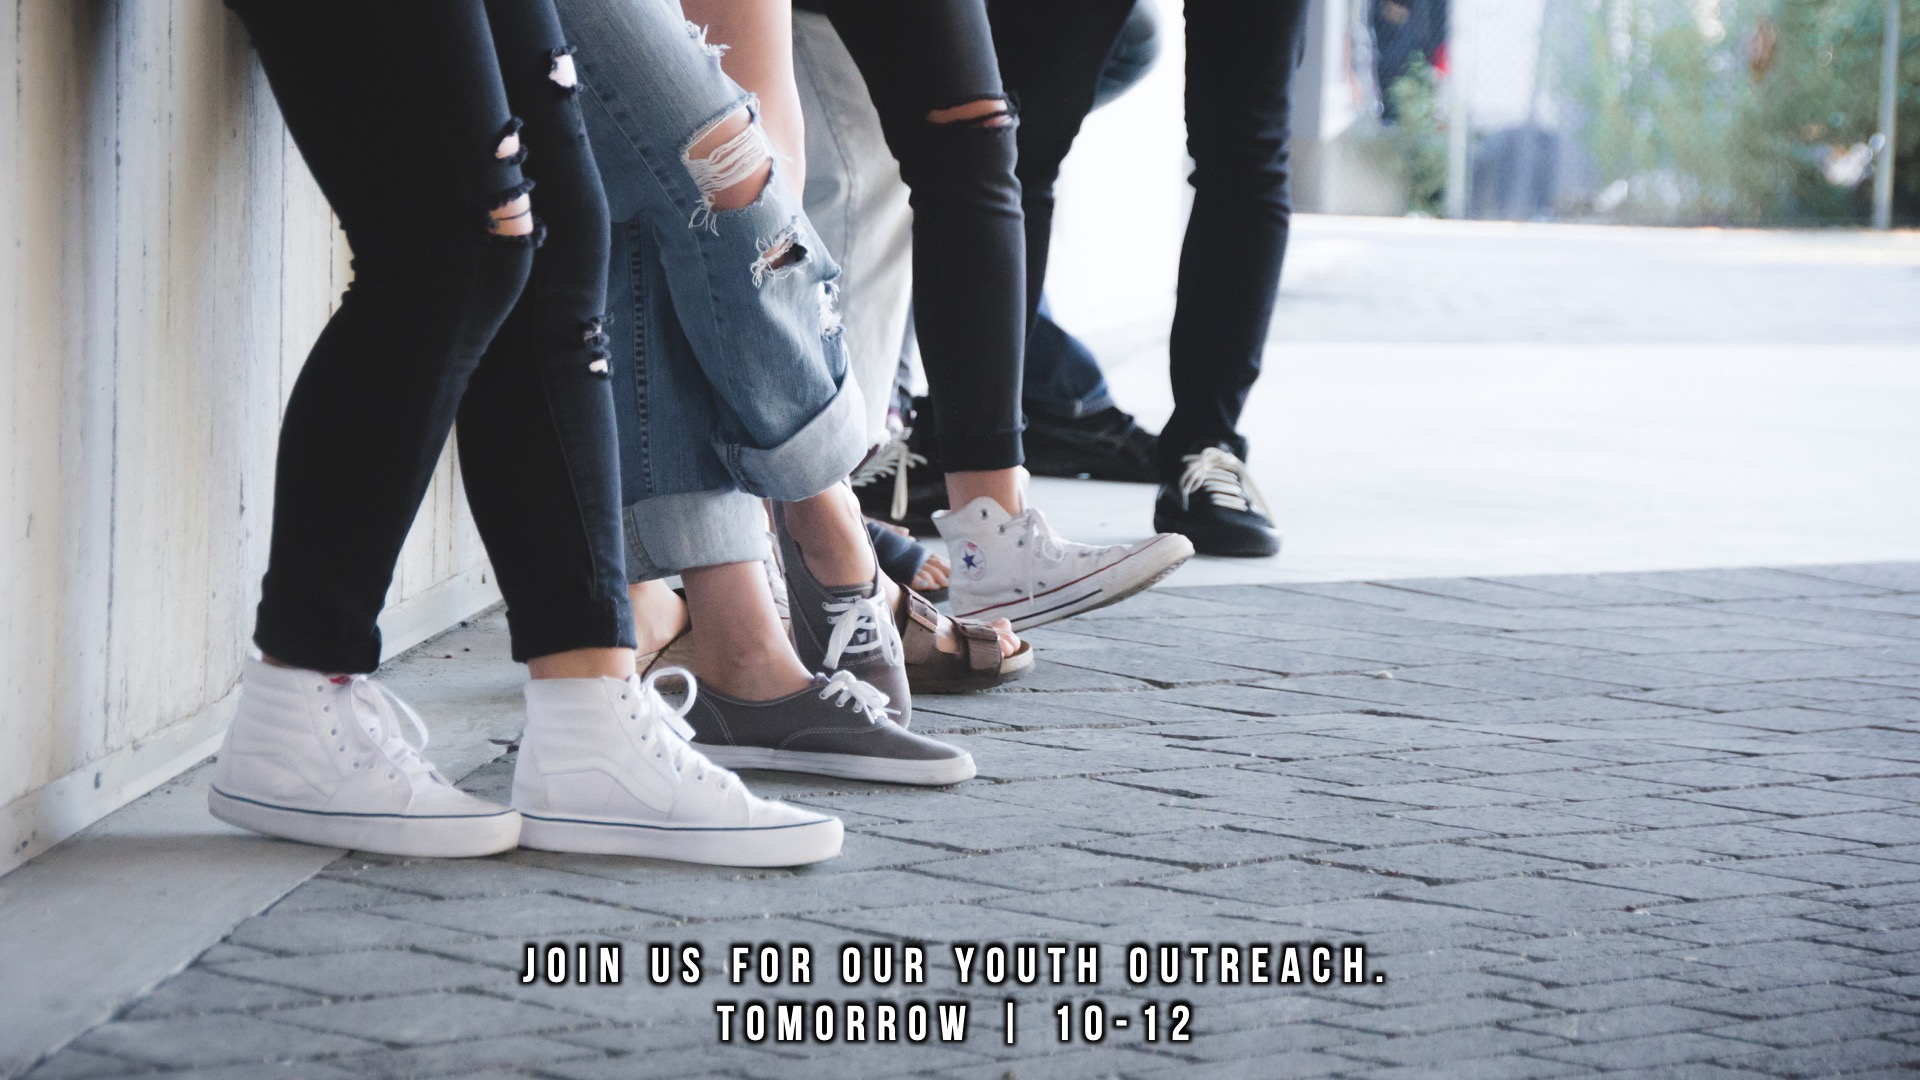 JOIN US FOR OUR YOUTH OUTREACH.
TOMORROW | 10-12